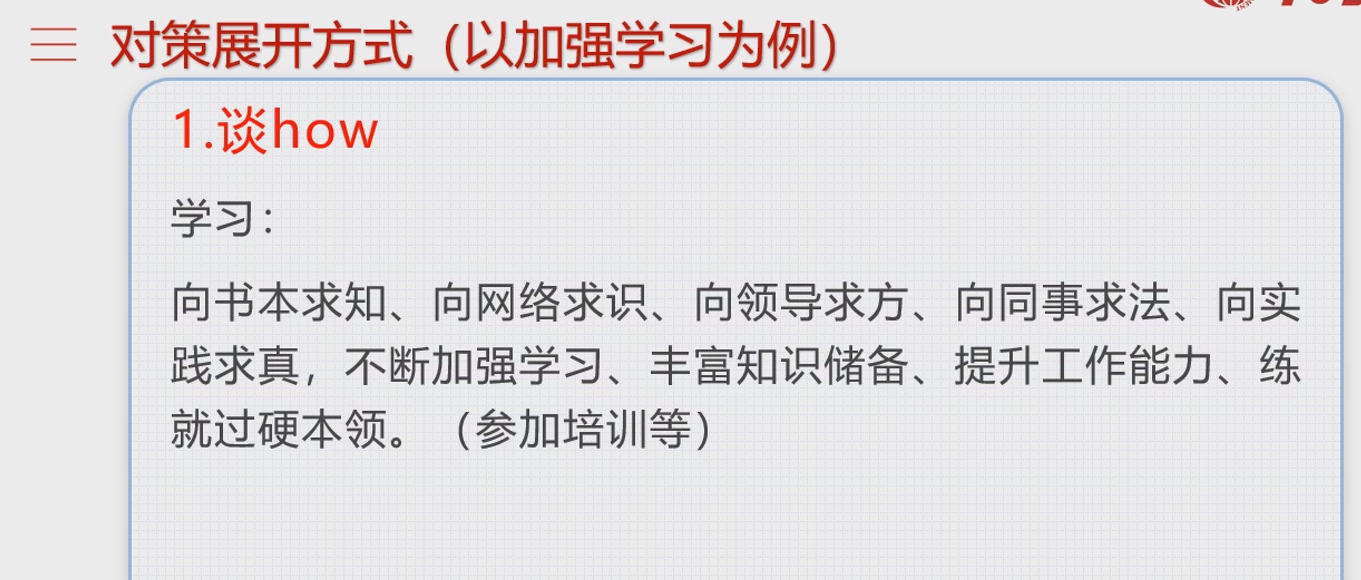 对策展开方式（以加强学习为例）
1.谈how
学习：
向书本求知、向网络求识、向领导求方、向同事求法、向实
践求真，不断加强学习、丰富知识储备、提升工作能力、练
就过硬本领。（参加培训等）